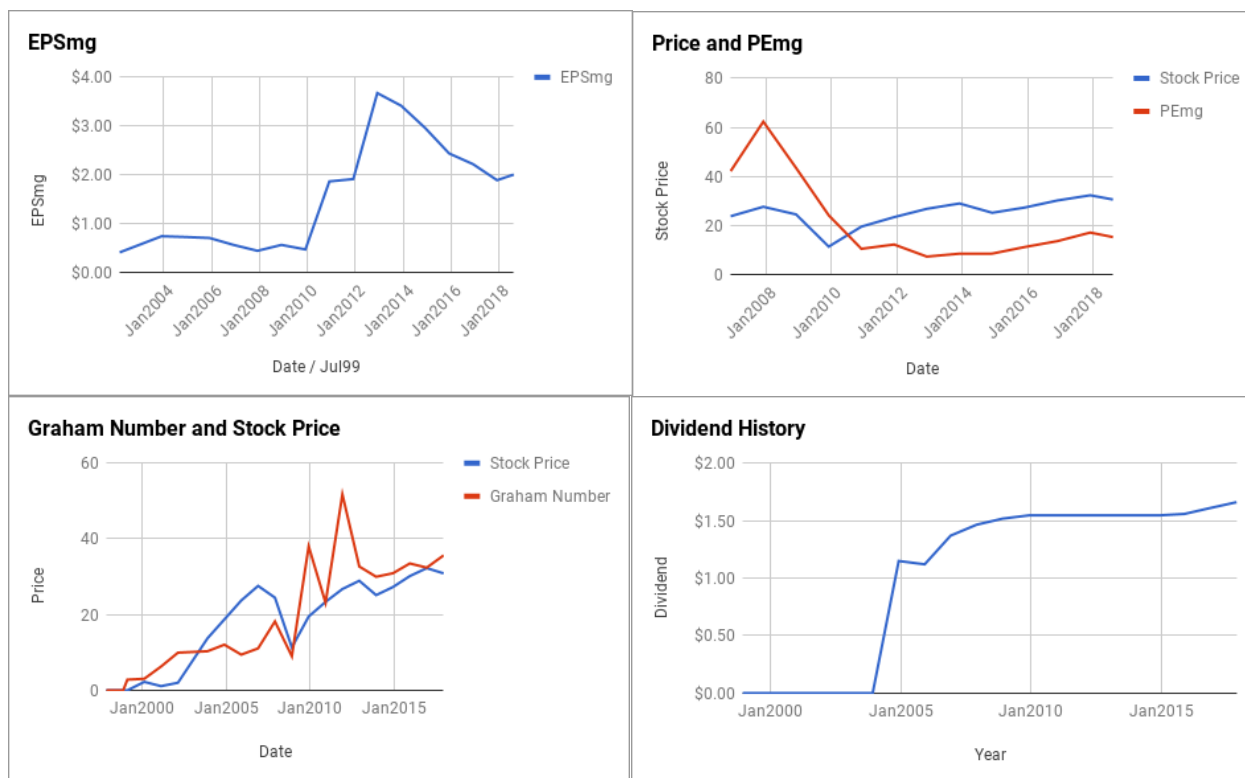 EPSmg
$4.00
$3.00
$2.00
$1.00
$0.00
EPSmg
EPSmg
Jan2004
Jan2006
Jan2008
Jan2010
Jan2012
Jan2014
Jan2016
Jan2018
Date / Jul99
Price and PEmg
80
60
40
20
0
Stock Price
Stock Price
PEmg
Jan2008
Jan2010
Jan2012
Jan2014
Jan2016
Jan2018
Date
Graham Number and Stock Price
60
40
20
0
Price
Stock Price
Graham Number
Jan2000
Jan2005
Jan2010
Jan2015
Date
Dividend History
$2.00
$1.50
$1.00
$0.50
$0.00
Dividend
Jan2000
Jan2005
Jan2010
Jan2015
Year